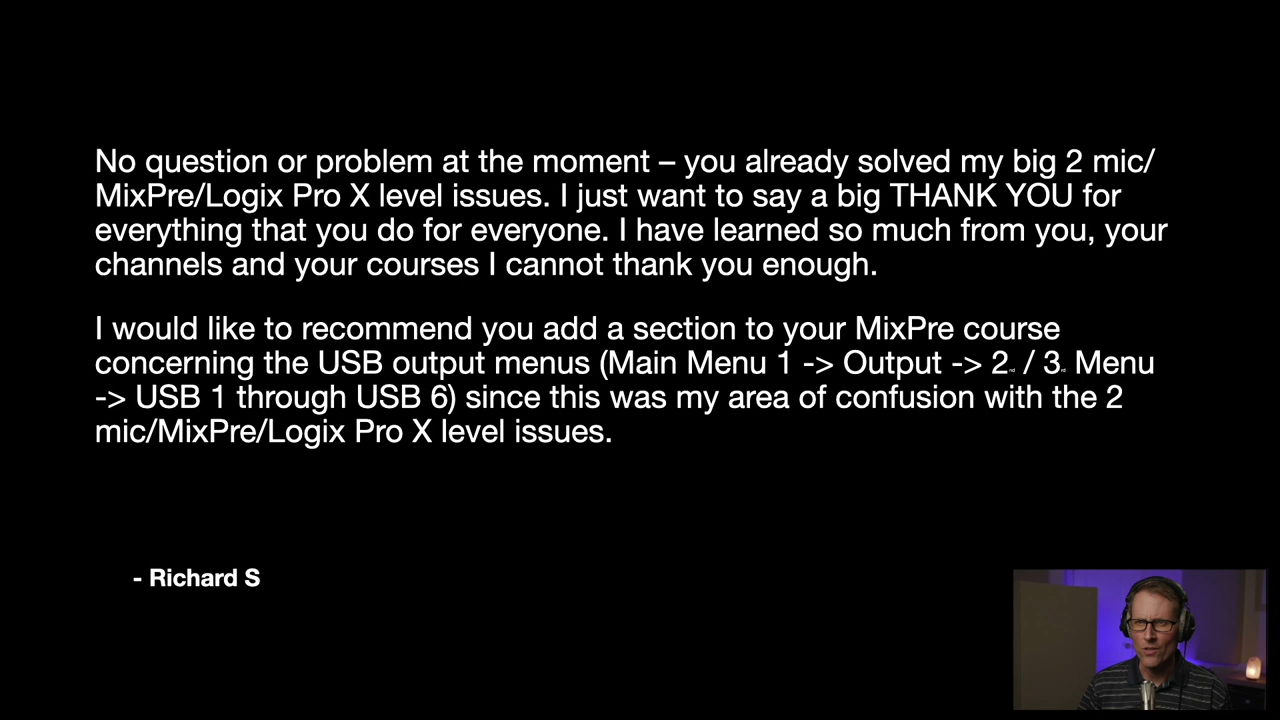 No question or problem at the moment – you already solved my big 2 mic/
MixPre/Logix Pro X level issues. I just want to say a big THANK YOU for
everything that you do for everyone. I have learned so much from you, your
channels and your courses I cannot thank you enough.
I would like to recommend you add a section to your MixPre course
concerning the USB output menus (Main Menu 1 -> Output -> 2nd / 3rd Menu
-> USB 1 through USB 6) since this was my area of confusion with the 2
mic/MixPre/Logix Pro X level issues.
- Richard S